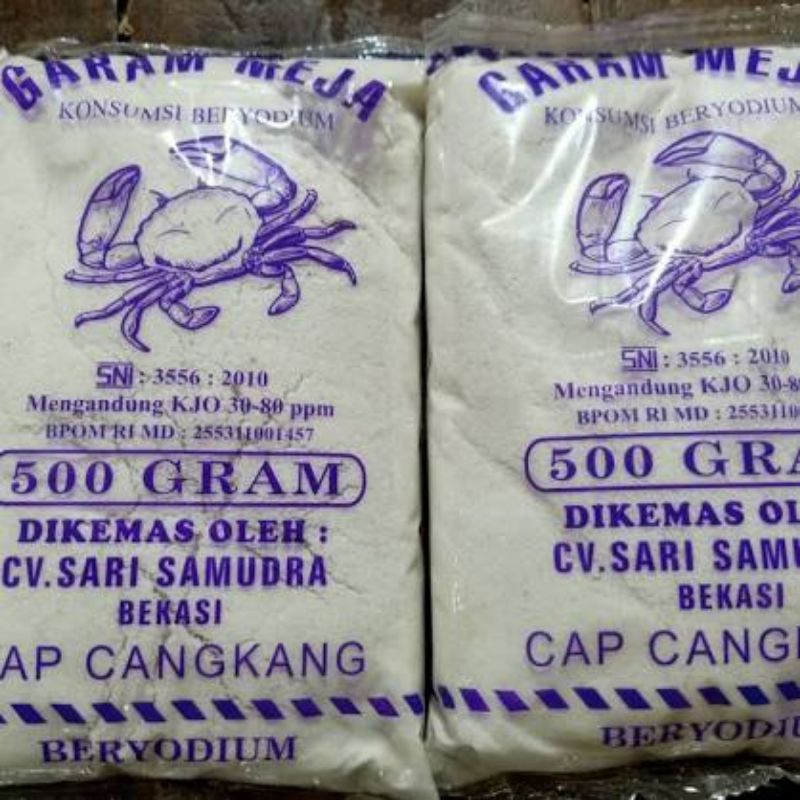 GARAM MEJA
KONSUMSI BERYODIUM
SNI : 3556 : 2010
Mengandung KJO 30-80 ppm
BPOM RI MD : 255311001457
500 GRAM
DIKEMAS OLEH :
CV. SARI SAMUDRA
BEKASI
AP CANGKANG
BERYODIUM
GARAM MEJ
KONSUMSI BERYODIUM
SNI : 3556 : 2010
Mengandung KJO 30-8
BPOM RI MD : 2553110
500 GRA
DIKEMAS OL
CV. SARI SAMU
BEKASI
CAP CANG
BERYODIU